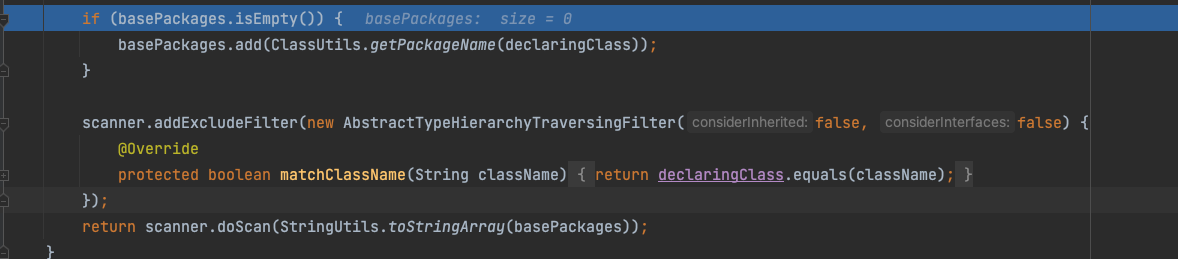 if (basePackages.isEmpty()) {  basePackages:  size = 0
basePackages.add(ClassUtils.getPackageName(declaringClass));
}
scanner.addExcludeFilter(new AbstractTypeHierarchyTraversingFilter( considerInherited: false, considerInterfaces: false) {
@Override
protected boolean matchClassName(String className) { return declaringClass.equals(className); }
});
return scanner.doScan(StringUtils.toStringArray(basePackages));
}